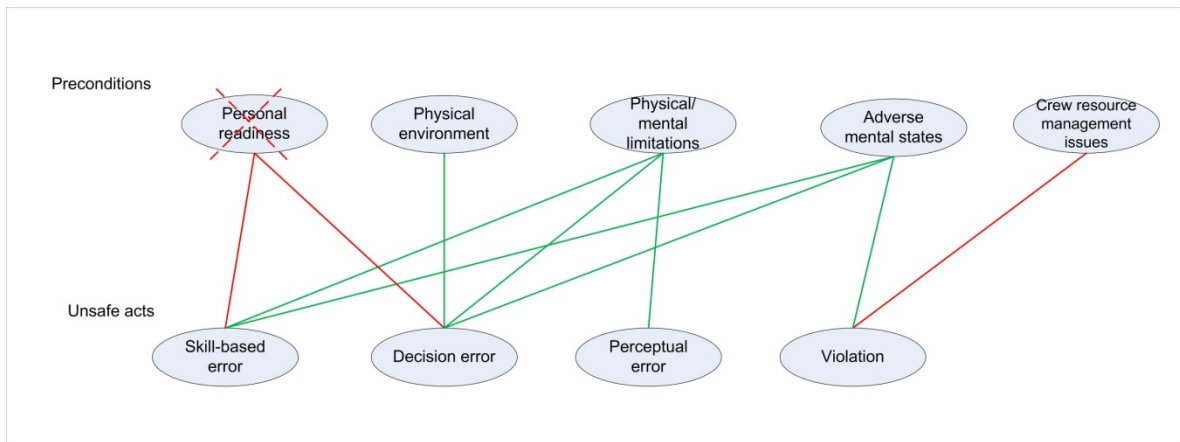 Preconditions
Personal
readiness
Physical
environment
Physical/
mental
limitations
Adverse
mental states
Crew resource
management
issues
Unsafe acts
Skill-based
error
Decision error
Perceptual
error
Violation